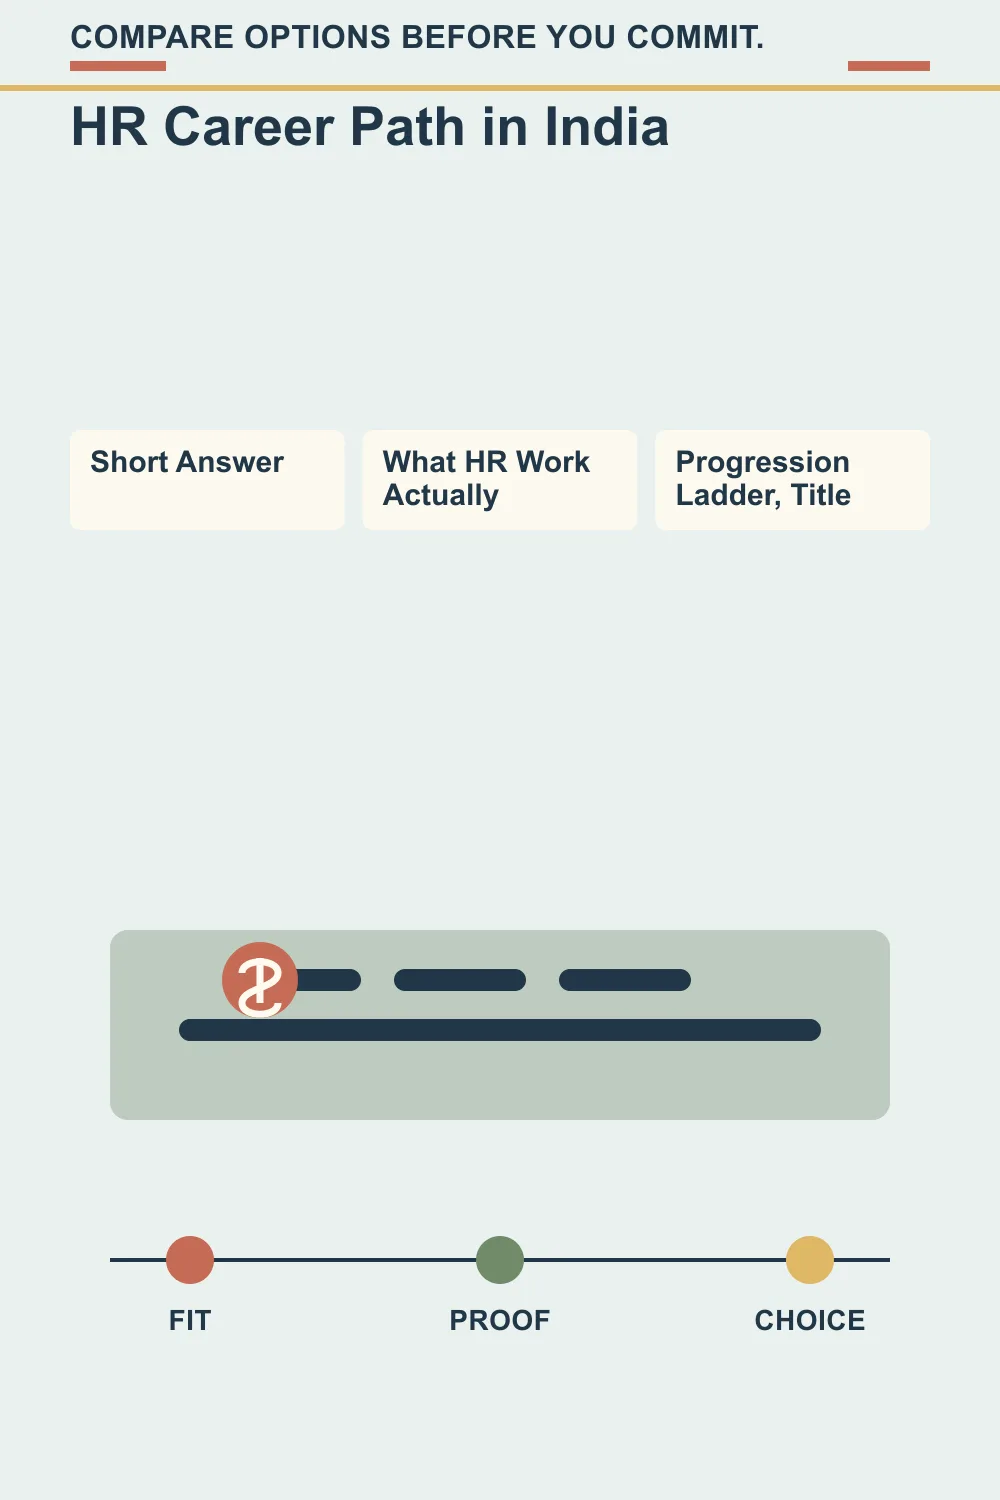 COMPARE OPTIONS BEFORE YOU COMMIT.
HR Career Path in India
Short Answer
What HR Work
Actually
Progression
Ladder, Title
FIT
PROOF
CHOICE